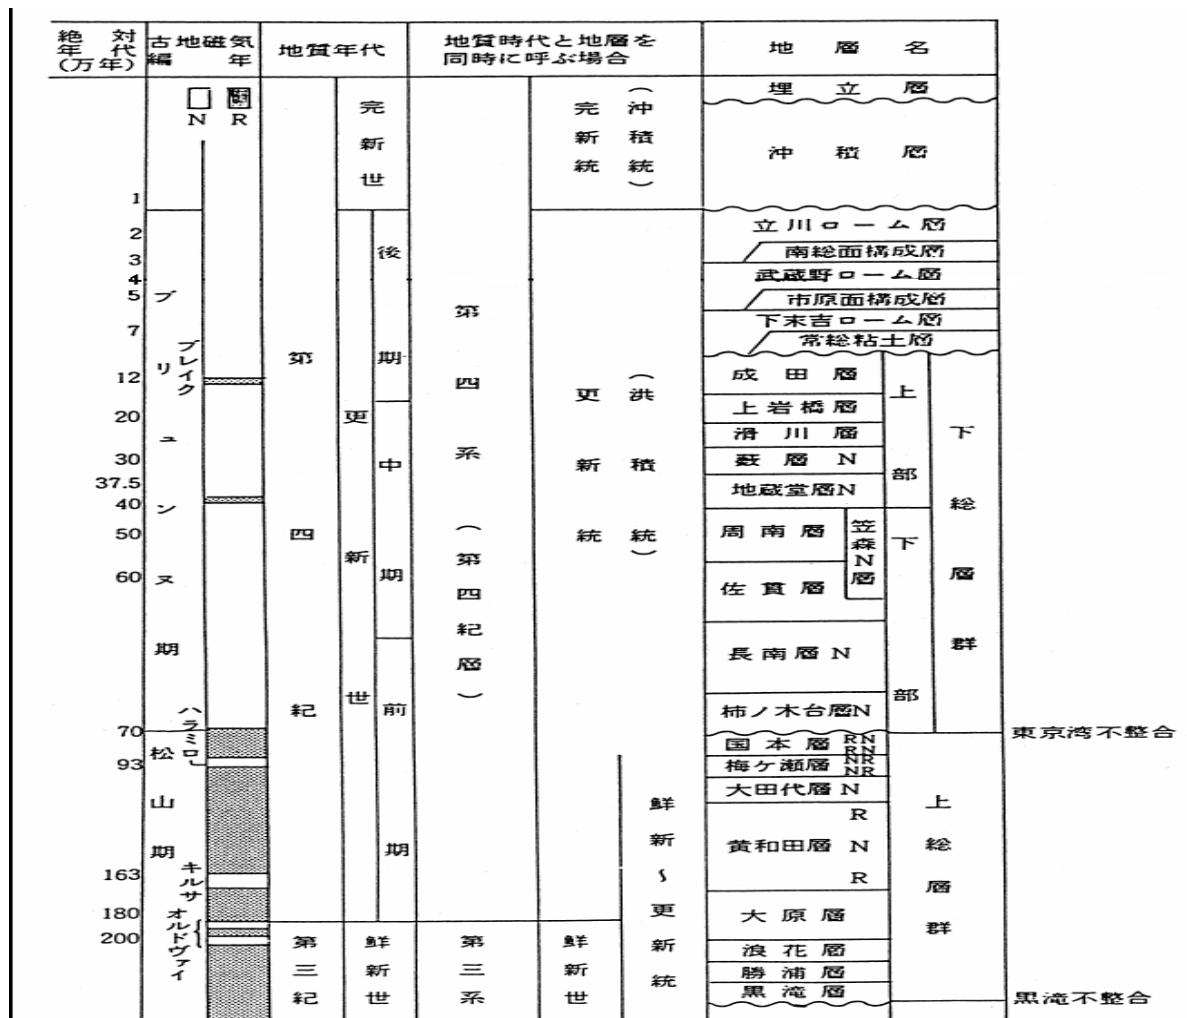 絶対年代(万年)
古地磁気編年
地質年代
地質時代と地層を同時に呼ぶ場合
地層名
N R
1
2
3
4
5
7
12
20
30
37.5
40
50
60
70
93
163
180
200
ブリュンヌ期
ブレイク
ハラミロ
松山期
キルサ
オルドヴァイ
第四紀
第三紀
完新世
更新世
鮮新世
後期
中期
前期
第四系(第四紀層)
第三系
完新統
(沖積統)
更新統
(洪積統)
鮮新世
鮮新~更新統
埋立層
沖積層
立川ローム層
南総面構成層
武蔵野ローム層
市原面構成層
下末吉ローム層
常総粘土層
成田層
上岩橋層
滑川層
藪層N
地蔵堂層N
周南層
笠森N層
佐貫層
長南層N
柿ノ木台層N
国本層 RN RN
梅ケ瀬層 NR NR
大田代層N
R
黄和田層N
R
大原層
浪花層
勝浦層
黒滝層
上部
下部
下総層群
上総層群
東京湾不整合
黒滝不整合